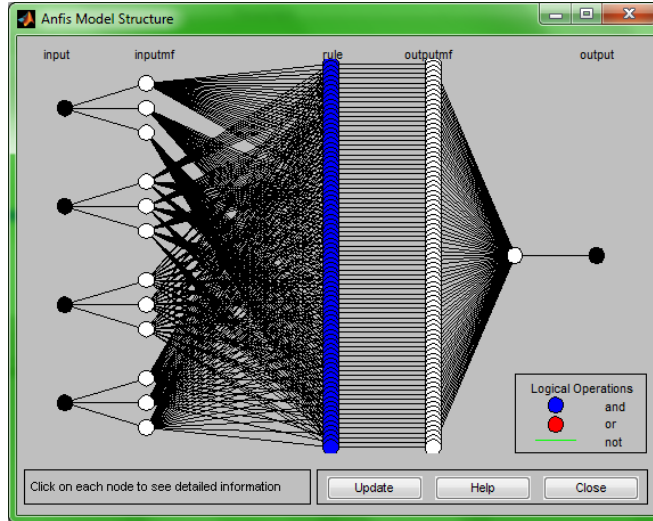 Anfis Model Structure
input inputmf rule outputmf output
Logical Operations
and
or
not
Click on each node to see detailed information
Update Help Close